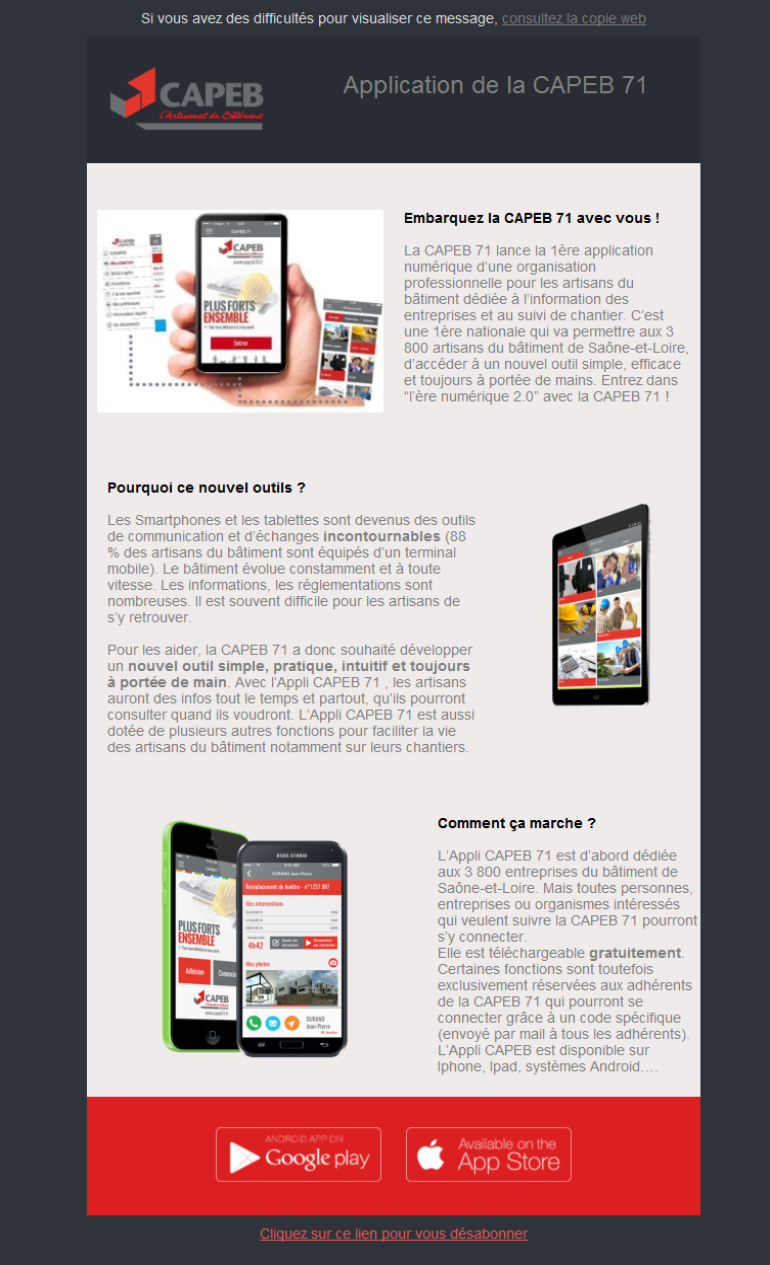 Si vous avez des difficultés pour visualiser ce message, consultez la copie web
CAPEB
L'Artisanat du Bâtiment
Application de la CAPEB 71
Embarquez la CAPEB 71 avec vous !
La CAPEB 71 lance la 1ère application
numérique d’une organisation
professionnelle pour les artisans du
bâtiment dédiée à l’information des
entreprises et au suivi de chantier. C’est
une 1ère nationale qui va permettre aux 3
800 artisans du bâtiment de Saône-et-Loire,
d’accéder à un nouvel outil simple, efficace
et toujours à portée de mains. Entrez dans
“l’ère numérique 2.0” avec la CAPEB 71 !
CAPEB 71
CAPEB
PLUS FORTS
ENSEMBLE
Entrer
CAPEB
Pourquoi ce nouvel outils ?
Les Smartphones et les tablettes sont devenus des outils
de communication et d’échanges incontournables (88
% des artisans du bâtiment sont équipés d’un terminal
mobile). Le bâtiment évolue constamment et à toute
vitesse. Les informations, les réglementations sont
nombreuses. Il est souvent difficile pour les artisans de
s’y retrouver.
Pour les aider, la CAPEB 71 a donc souhaité développer
un nouvel outil simple, pratique, intuitif et toujours
à portée de main. Avec l’Appli CAPEB 71 , les artisans
auront des infos tout le temps et partout, qu’ils pourront
consulter quand ils voudront. L’Appli CAPEB 71 est aussi
dotée de plusieurs autres fonctions pour faciliter la vie
des artisans du bâtiment notamment sur leurs chantiers.
PLUS FORTS
ENSEMBLE
Adhésion
Connexion
CAPEB
DURAND Jean-Pierre
Remplacement de fenêtre - n°1257 987
Mes interventions
4h42
Mes photos
DURAND
Jean-Pierre
Comment ça marche ?
L’Appli CAPEB 71 est d’abord dédiée
aux 3 800 entreprises du bâtiment de
Saône-et-Loire. Mais toutes personnes,
entreprises ou organismes intéressés
qui veulent suivre la CAPEB 71 pourront
s’y connecter.
Elle est téléchargeable gratuitement.
Certaines fonctions sont toutefois
exclusivement réservées aux adhérents
de la CAPEB 71 qui pourront se
connecter grâce à un code spécifique
(envoyé par mail à tous les adhérents).
L’Appli CAPEB est disponible sur
Iphone, Ipad, systèmes Android….
ANDROID APP ON
Google play
Available on the
App Store
Cliquez sur ce lien pour vous désabonner